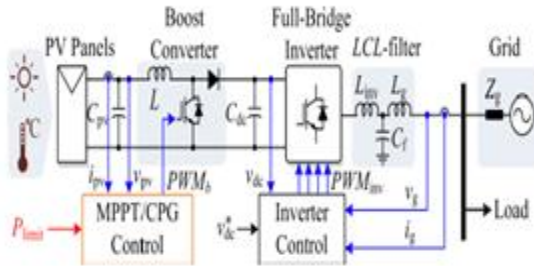 Boost Converter
Full-Bridge Inverter
PV Panels
LCL-filter
Grid
°C
C_pv
L
C_dc
L_inv
L_g
C_f
Z_g
i_pv
v_pv
PWM_b
v_dc
PWM_inv
v_g
i_g
Load
P_limit
MPPT/CPG Control
v*_dc
Inverter Control